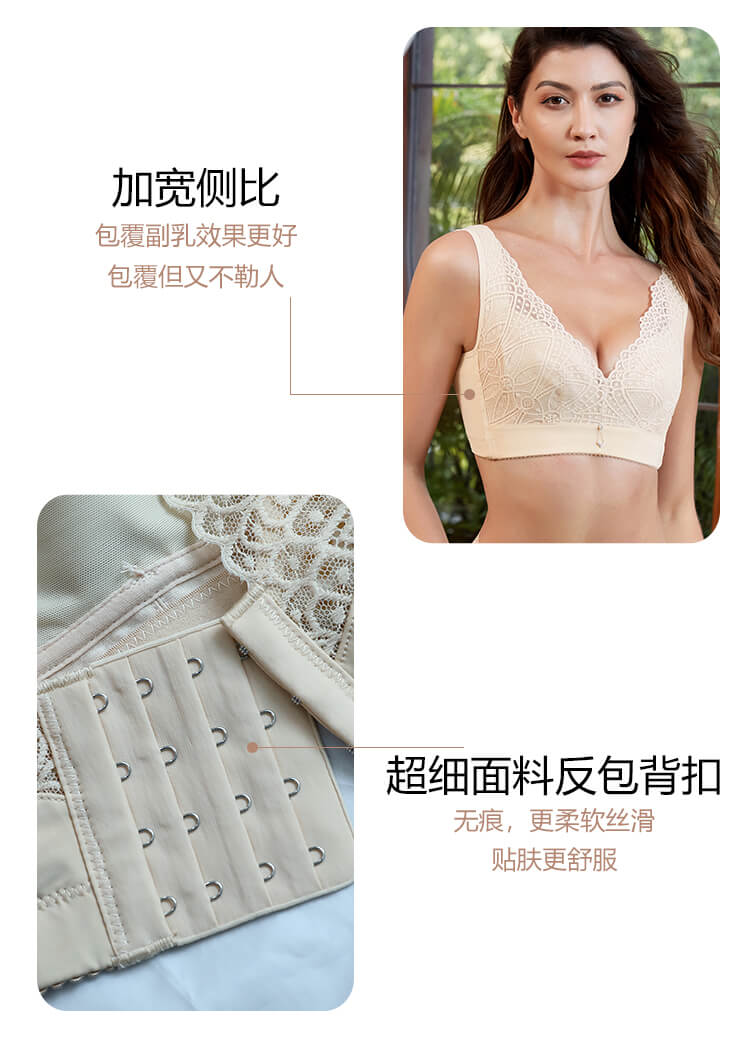 加宽侧比
包覆副乳效果更好
包覆但又不勒人
超细面料反包背扣
无痕，更柔软丝滑
贴肤更舒服